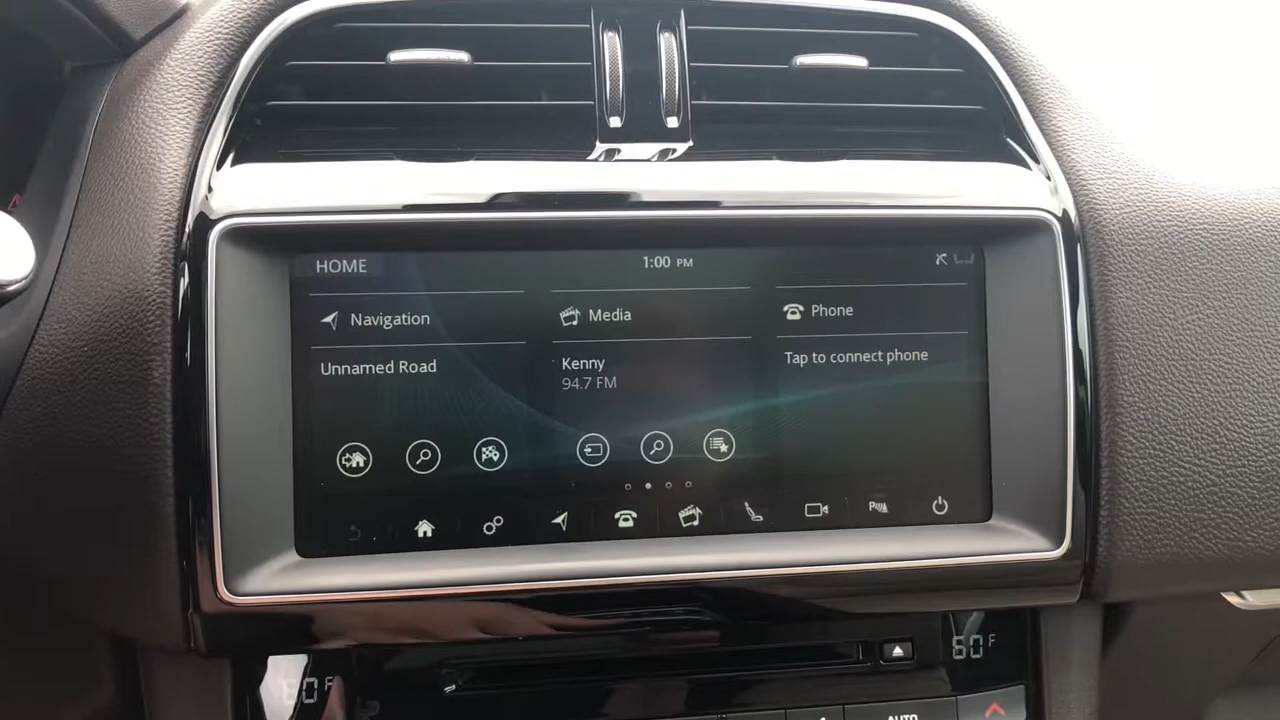 HOME
1:00 PM
Navigation
Media
Phone
Unnamed Road
Kenny
94.7 FM
Tap to connect phone
60 F
60 F
AUTO